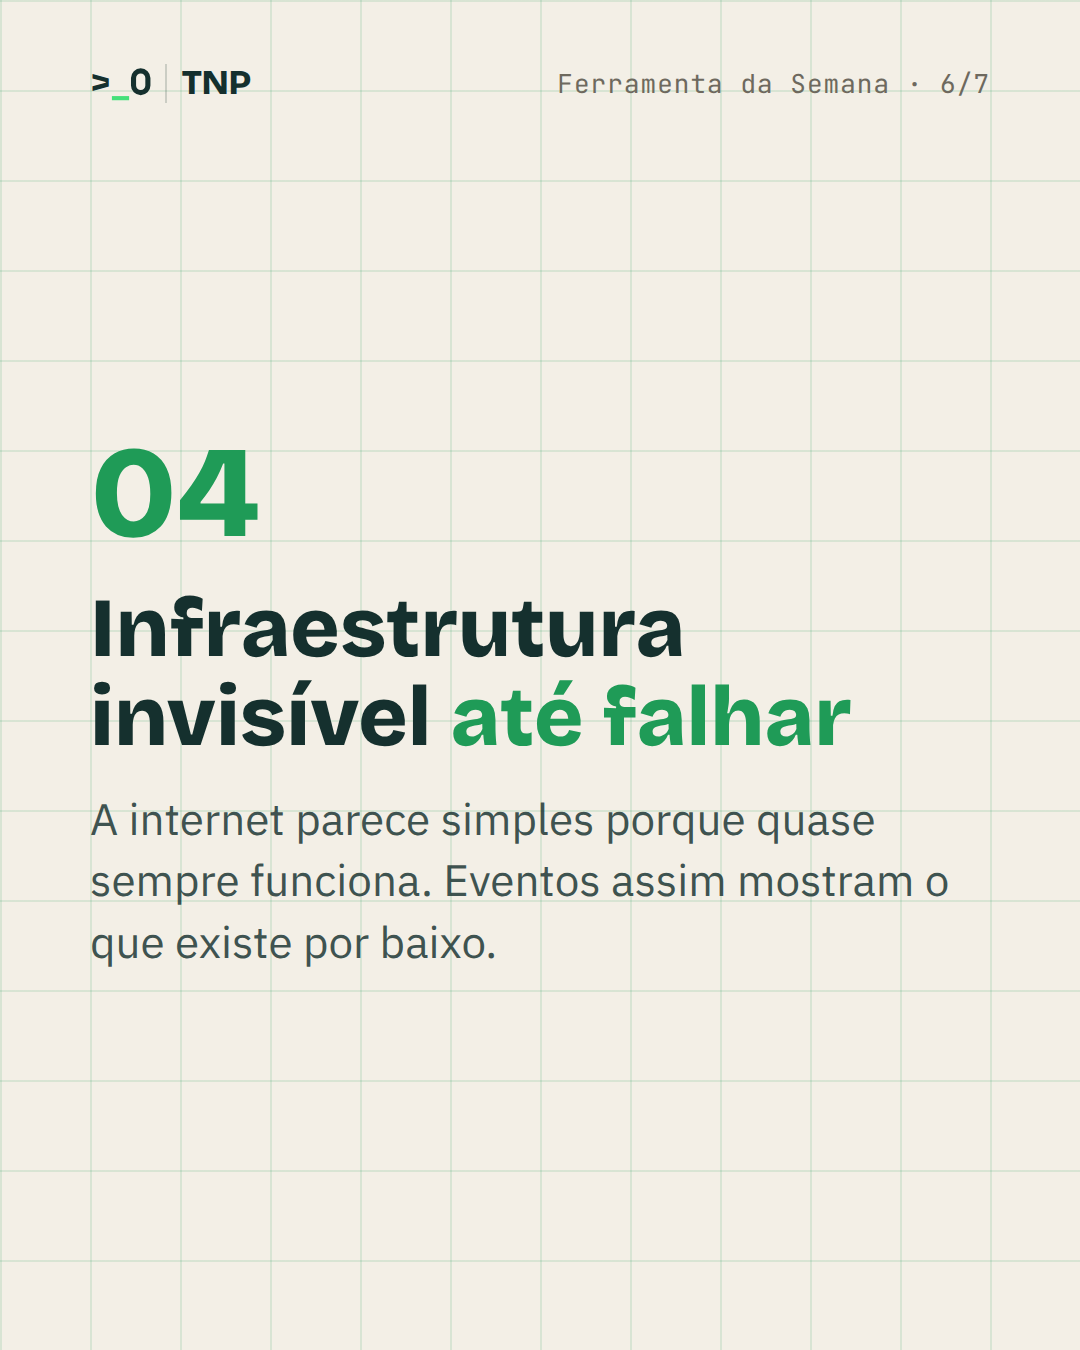 >_0 TNP
Ferramenta da Semana · 6/7
04
Infraestrutura
invisível até falhar
A internet parece simples porque quase
sempre funciona. Eventos assim mostram o
que existe por baixo.